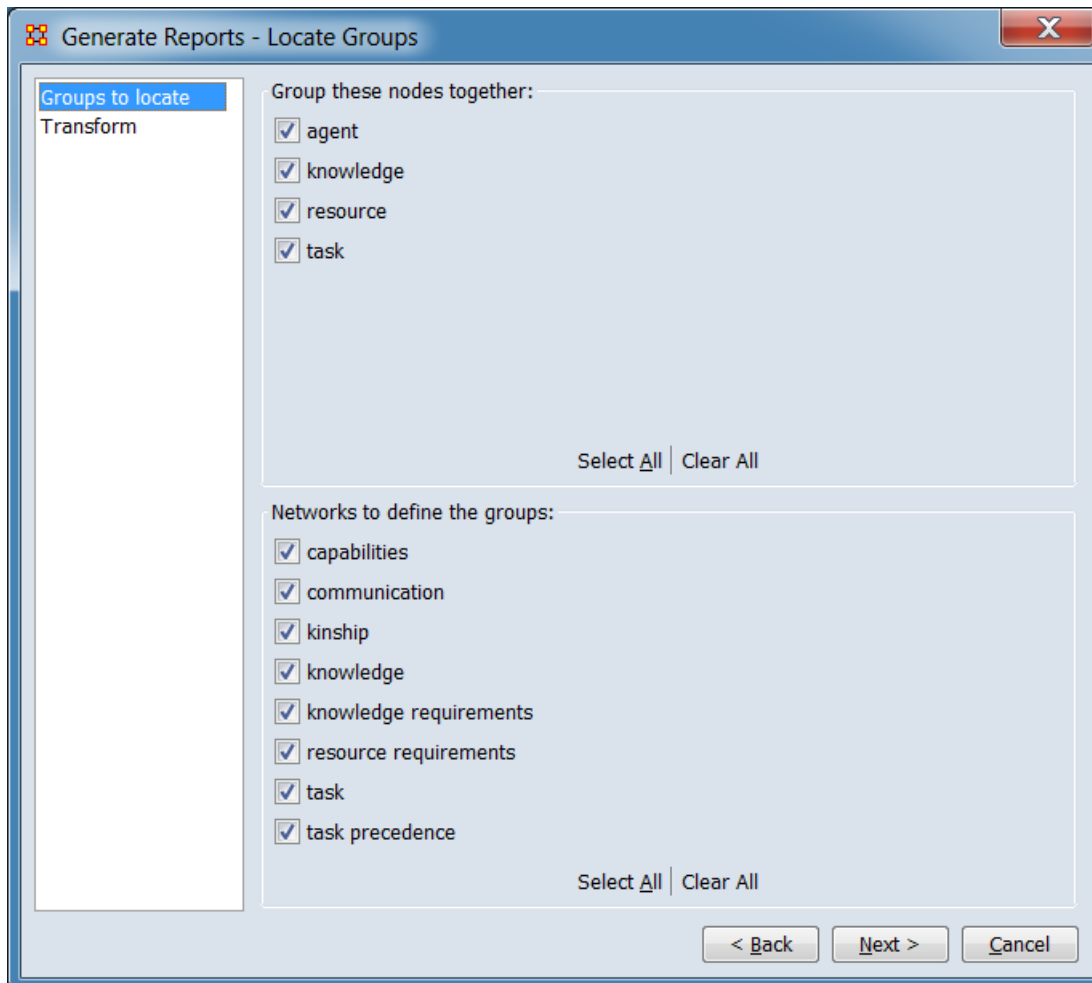 Generate Reports - Locate Groups
Groups to locate
Transform
Group these nodes together:
agent
knowledge
resource
task
Select All Clear All
Networks to define the groups:
capabilities
communication
kinship
knowledge
knowledge requirements
resource requirements
task
task precedence
Select All Clear All
< Back Next > Cancel